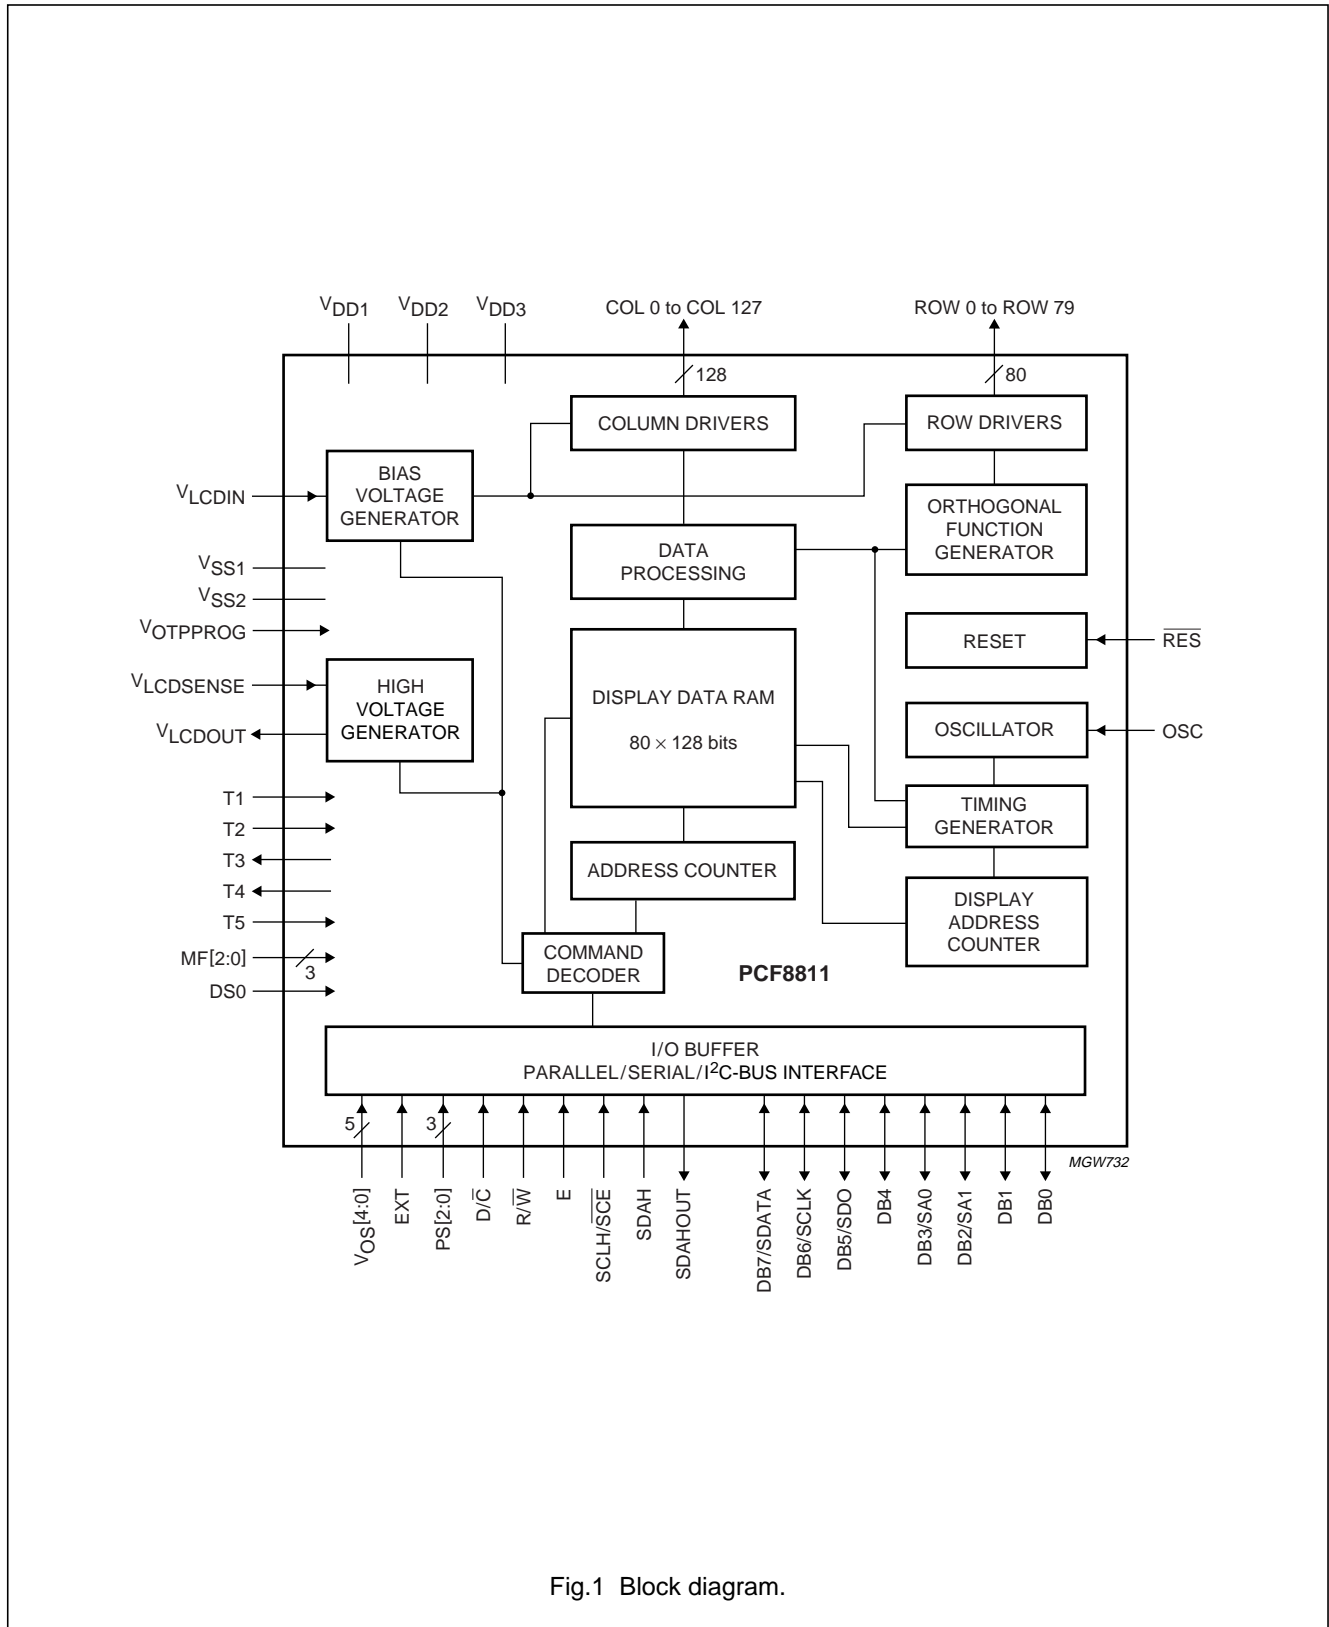 VDD1
VDD2
VDD3
COL 0 to COL 127
ROW 0 to ROW 79
128
80
COLUMN DRIVERS
ROW DRIVERS
VLCDIN
BIAS
VOLTAGE
GENERATOR
ORTHOGONAL
FUNCTION
GENERATOR
DATA
PROCESSING
VSS1
VSS2
VOTPPROG
RESET
RES
VLCDSENSE
VLCDOUT
HIGH
VOLTAGE
GENERATOR
DISPLAY DATA RAM
80 × 128 bits
OSCILLATOR
OSC
T1
T2
T3
T4
T5
MF[2:0]
3
DS0
TIMING
GENERATOR
ADDRESS COUNTER
DISPLAY
ADDRESS
COUNTER
COMMAND
DECODER
PCF8811
I/O BUFFER
PARALLEL/SERIAL/I²C-BUS INTERFACE
5
3
MGW732
VOS[4:0]
EXT
PS[2:0]
D/C̅
R/W̅
E
SCLH/S̅C̅E̅
SDAH
SDAHOUT
DB7/SDATA
DB6/SCLK
DB5/SDO
DB4
DB3/SA0
DB2/SA1
DB1
DB0
Fig.1 Block diagram.